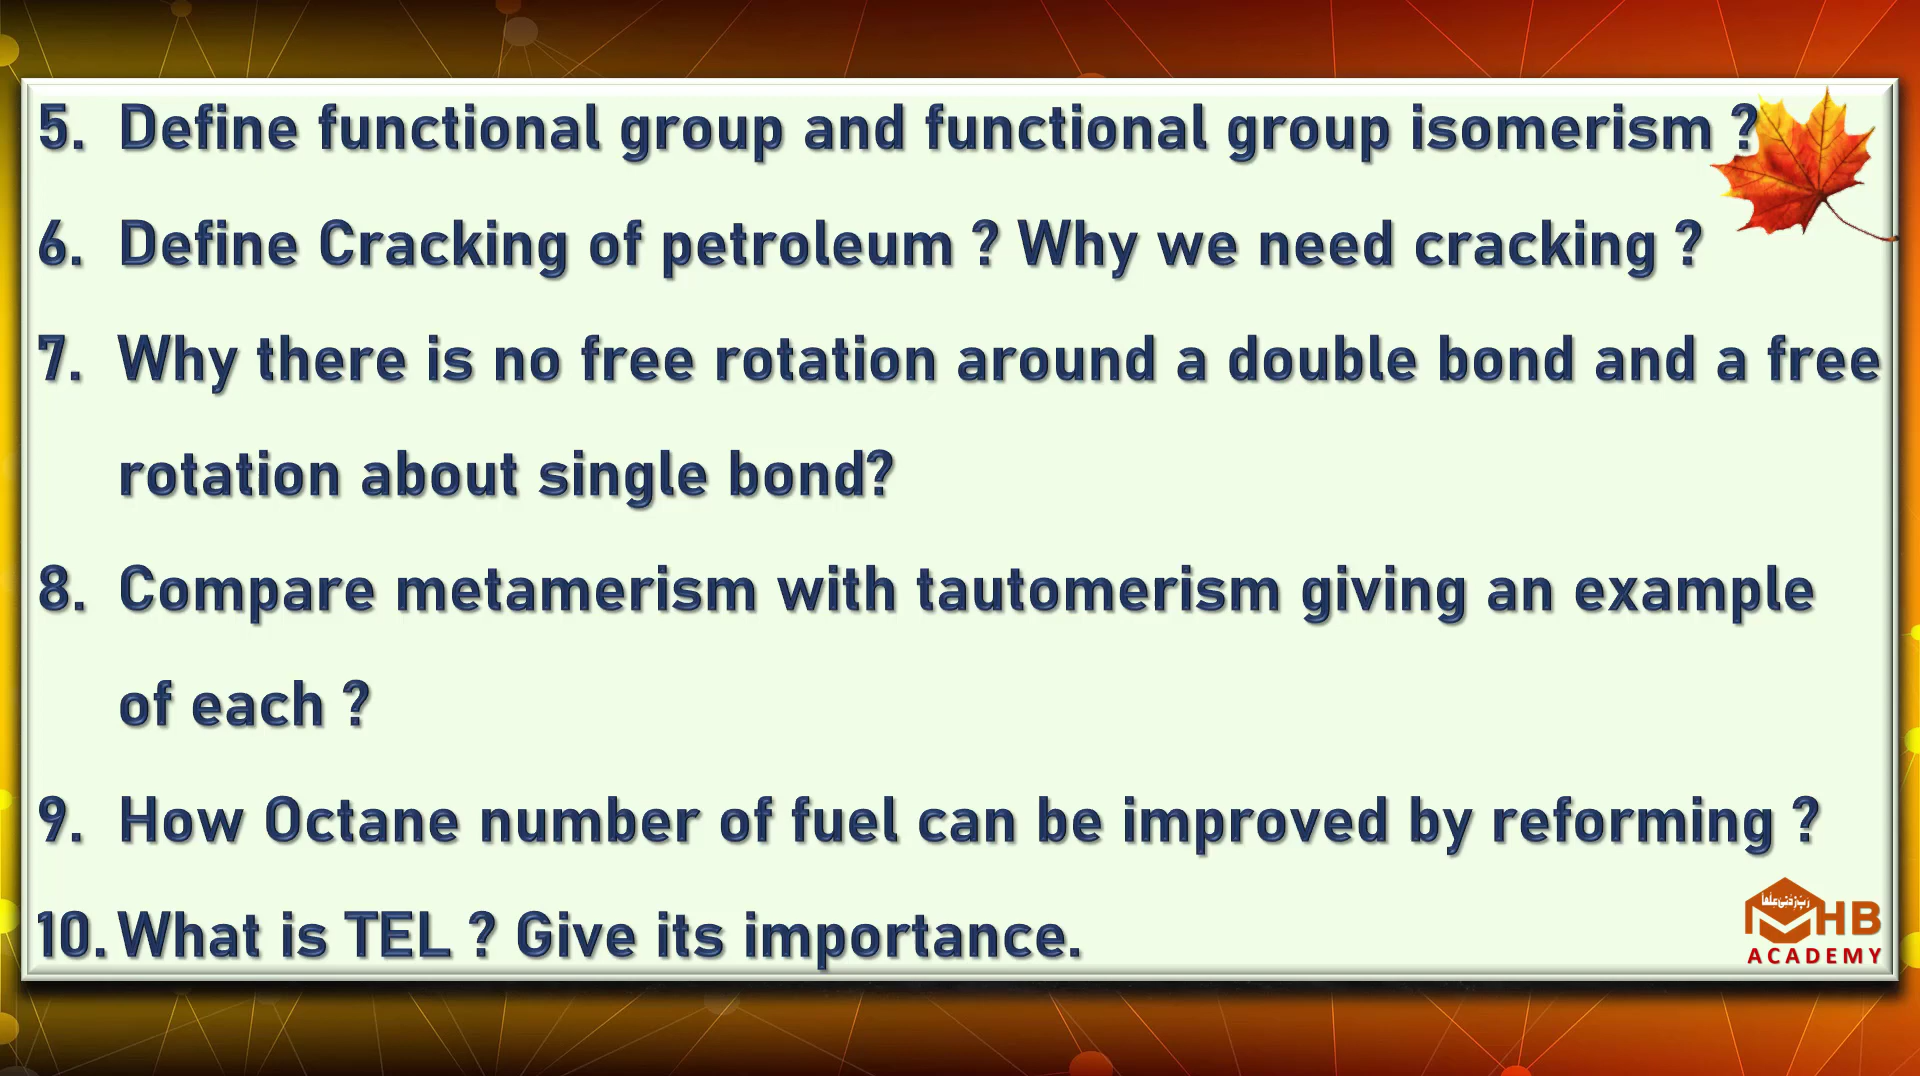 5. Define functional group and functional group isomerism ?
6. Define Cracking of petroleum ? Why we need cracking ?
7. Why there is no free rotation around a double bond and a free
rotation about single bond?
8. Compare metamerism with tautomerism giving an example
of each ?
9. How Octane number of fuel can be improved by reforming ?
10. What is TEL ? Give its importance.
MHB
ACADEMY